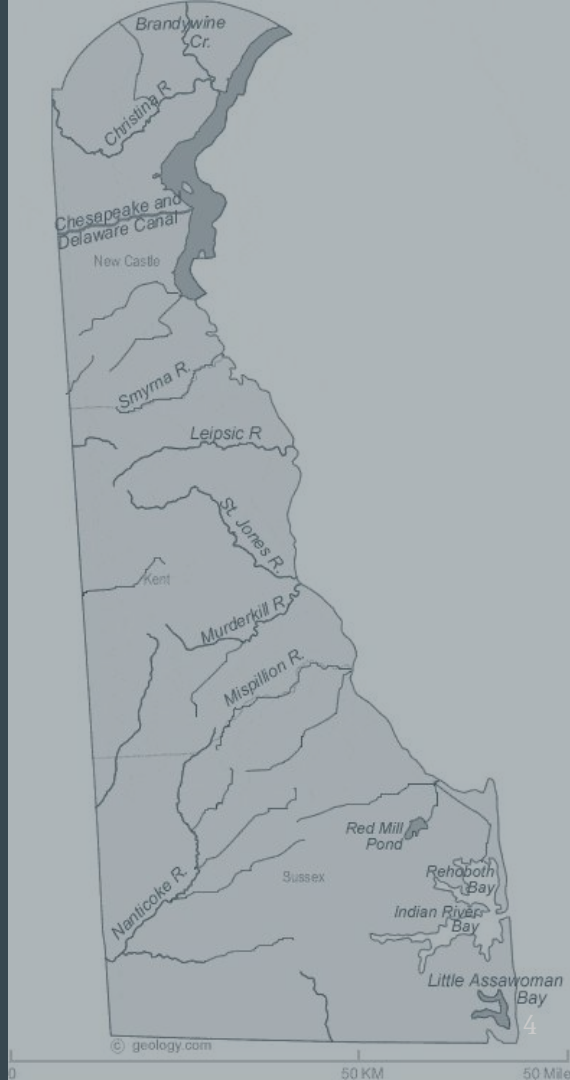 Brandywine
Cr.
Christina R
Chesapeake and
Delaware Canal
New Castle
Smyrna R.
Leipsic R
St. Jones R.
Kent
Murderkill R.
Mispillion R.
Red Mill
Pond
Rehoboth
Bay
Sussex
Nanticoke R.
Indian River
Bay
Little Assawoman
Bay
4
© geology.com
0
50 KM
50 Mile